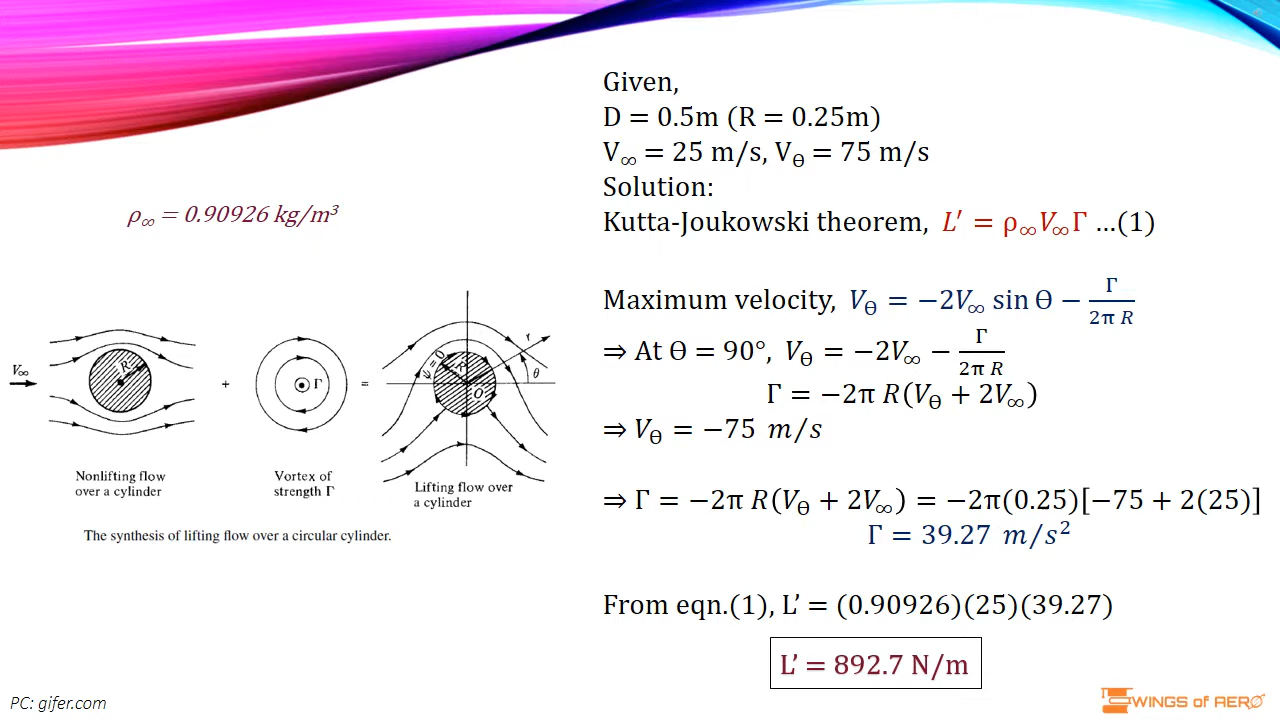 Given,
D = 0.5m (R = 0.25m)
V∞ = 25 m/s, Vϴ = 75 m/s
Solution:
Kutta-Joukowski theorem, L′ = ρ∞V∞Γ ...(1)
ρ∞ = 0.90926 kg/m³
Maximum velocity, Vϴ = −2V∞ sin ϴ − Γ/(2π R)
⇒ At ϴ = 90°, Vϴ = −2V∞ − Γ/(2π R)
Γ = −2π R(Vϴ + 2V∞)
⇒ Vϴ = −75 m/s
⇒ Γ = −2π R(Vϴ + 2V∞) = −2π(0.25)[−75 + 2(25)]
Γ = 39.27 m/s²
From eqn.(1), L’ = (0.90926)(25)(39.27)
L’ = 892.7 N/m
V∞
R
+
Γ
=
ψ = 0
R
O
r
θ
Nonlifting flow
over a cylinder
Vortex of
strength Γ
Lifting flow over
a cylinder
The synthesis of lifting flow over a circular cylinder.
PC: gifer.com
WINGS of AERO